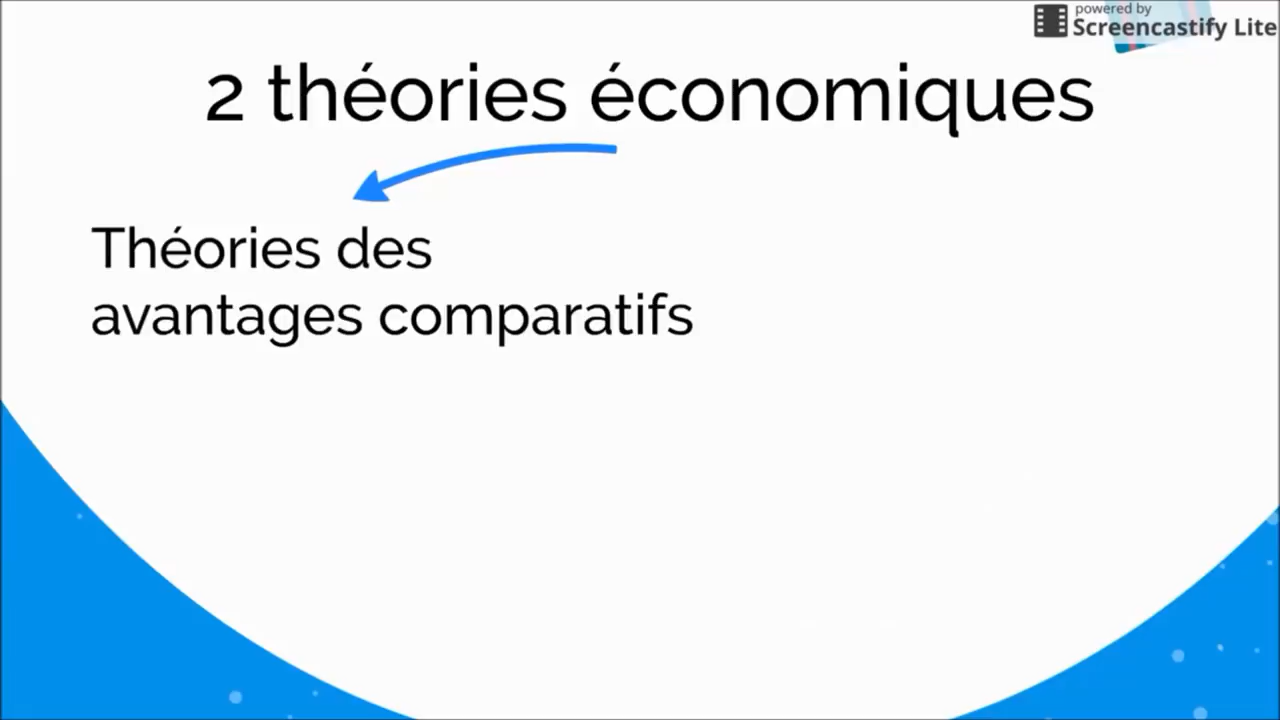 powered by
Screencastify Lite
2 théories économiques
Théories des
avantages comparatifs